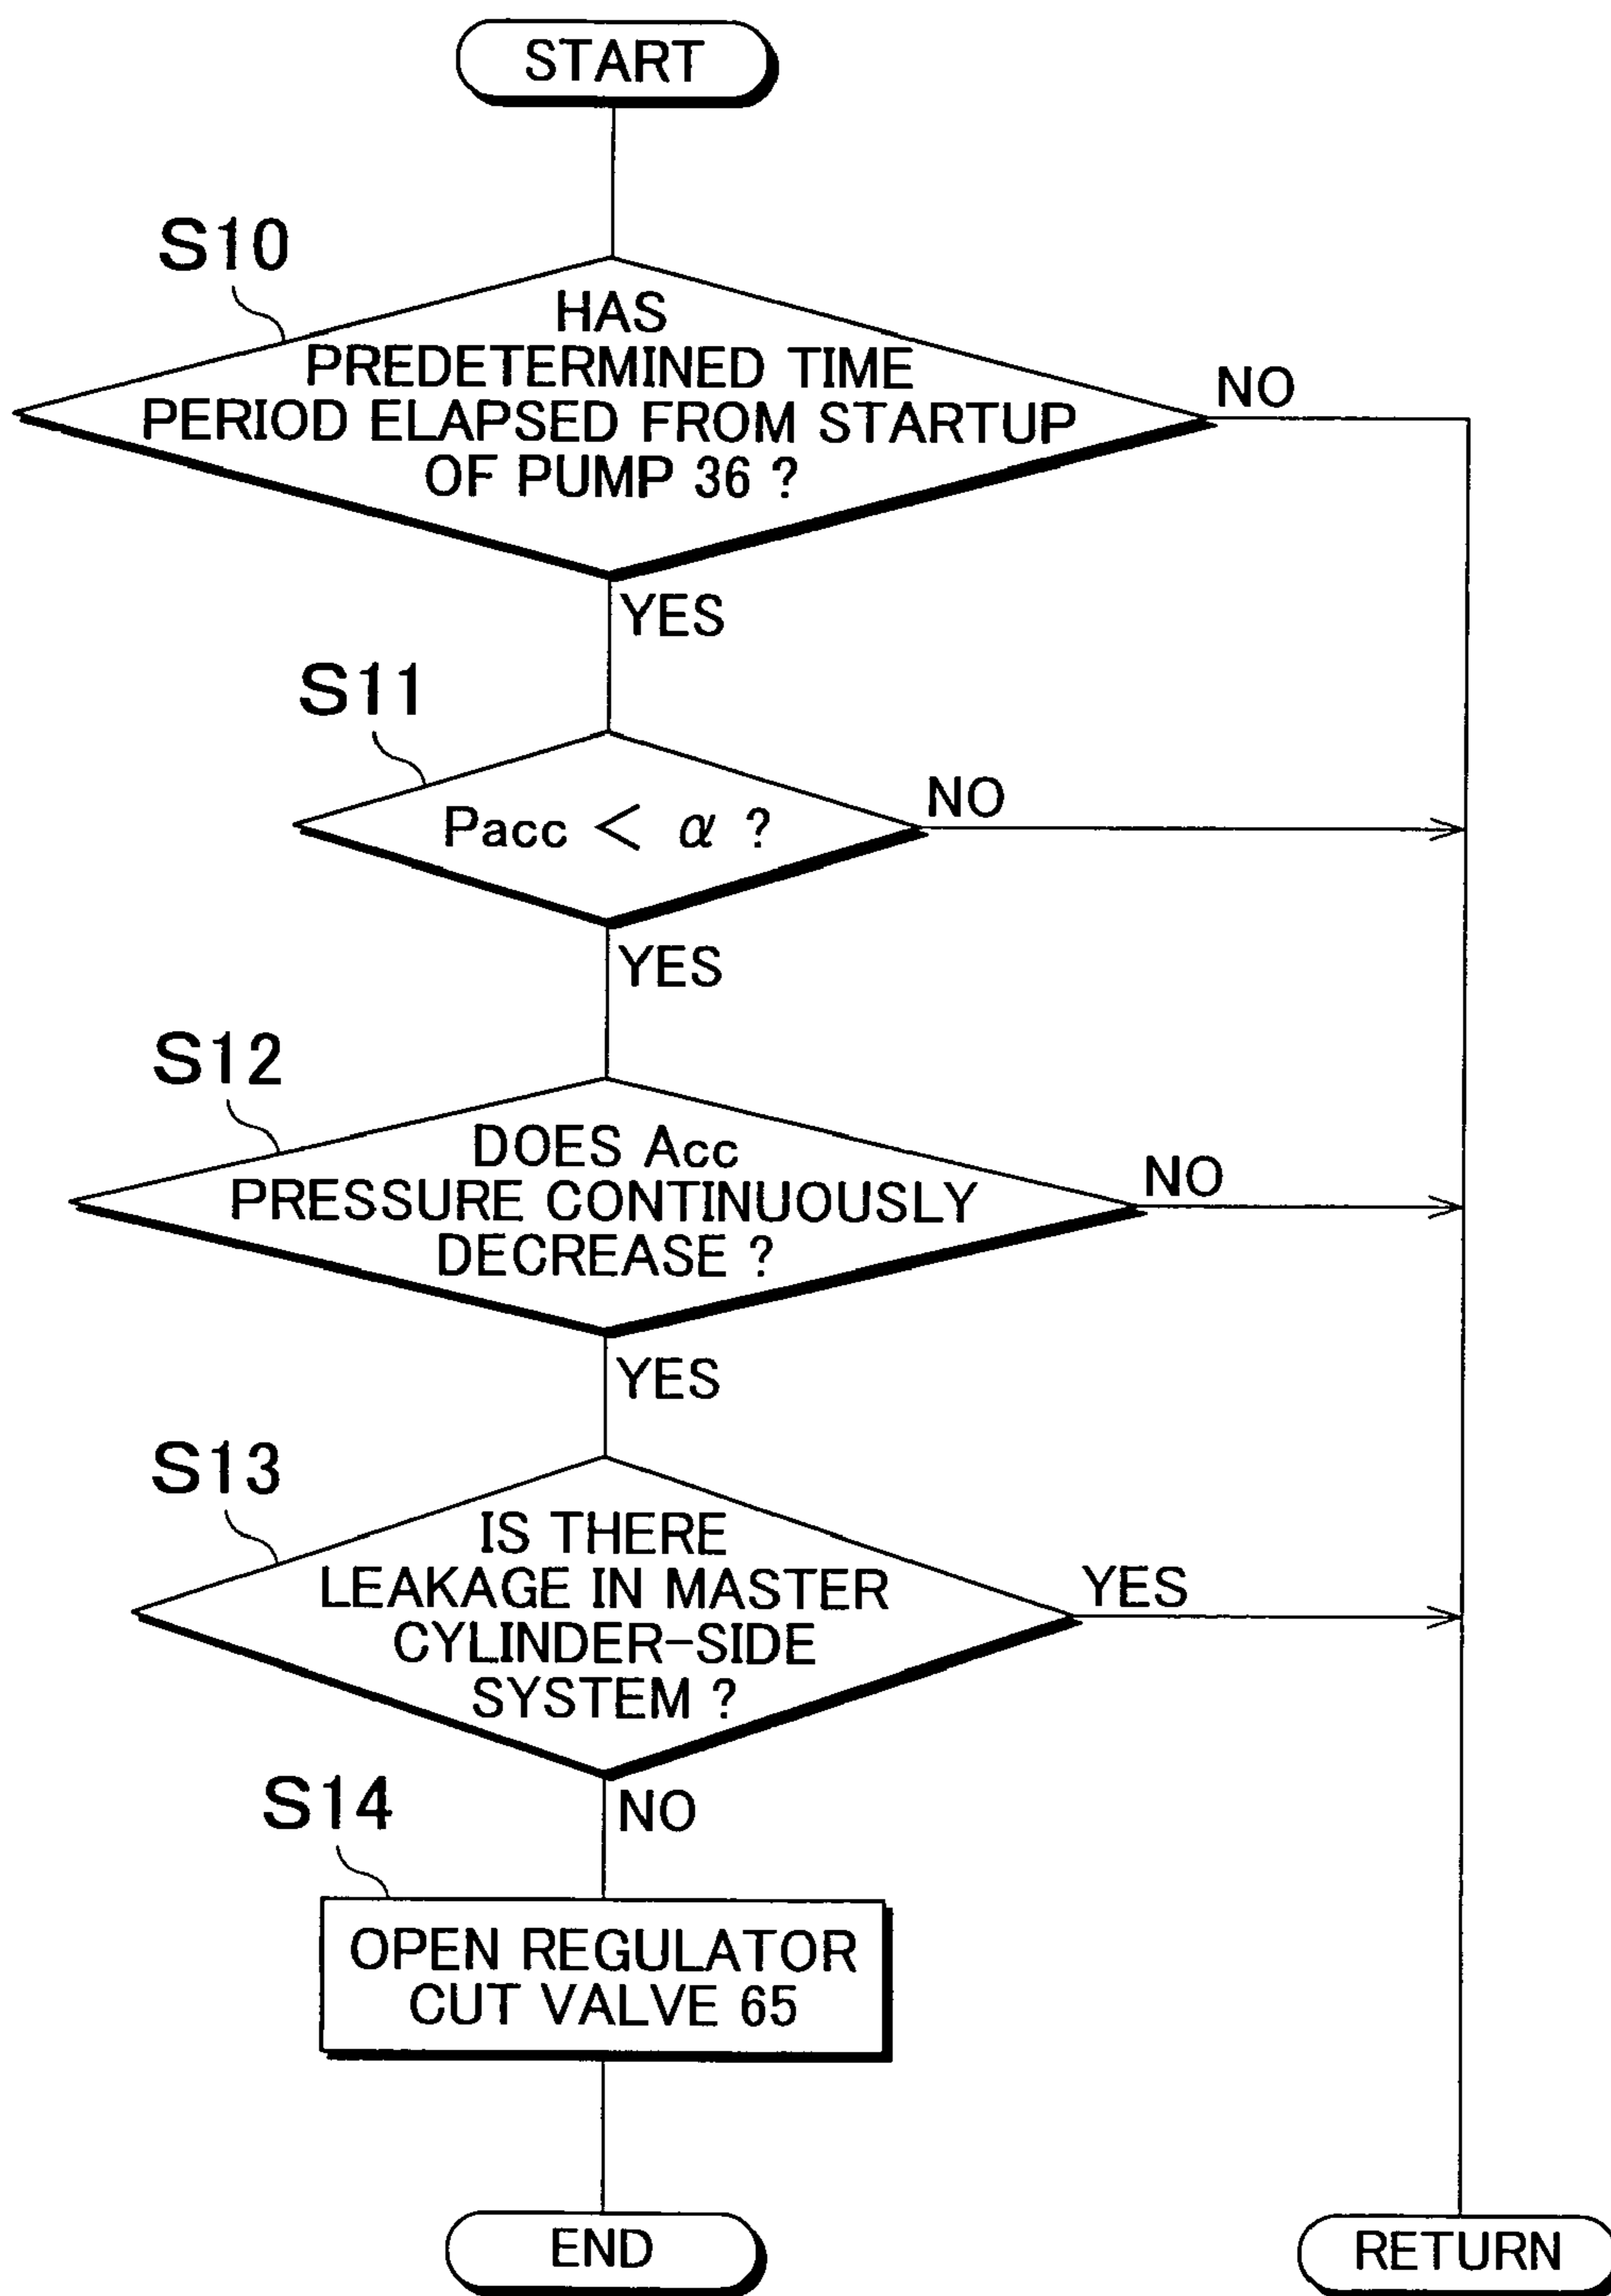 START
S10
HAS
PREDETERMINED TIME
PERIOD ELAPSED FROM STARTUP
OF PUMP 36 ?
NO
YES
S11
Pacc < α ?
NO
YES
S12
DOES Acc
PRESSURE CONTINUOUSLY
DECREASE ?
NO
YES
S13
IS THERE
LEAKAGE IN MASTER
CYLINDER-SIDE
SYSTEM ?
YES
NO
S14
OPEN REGULATOR
CUT VALVE 65
END
RETURN